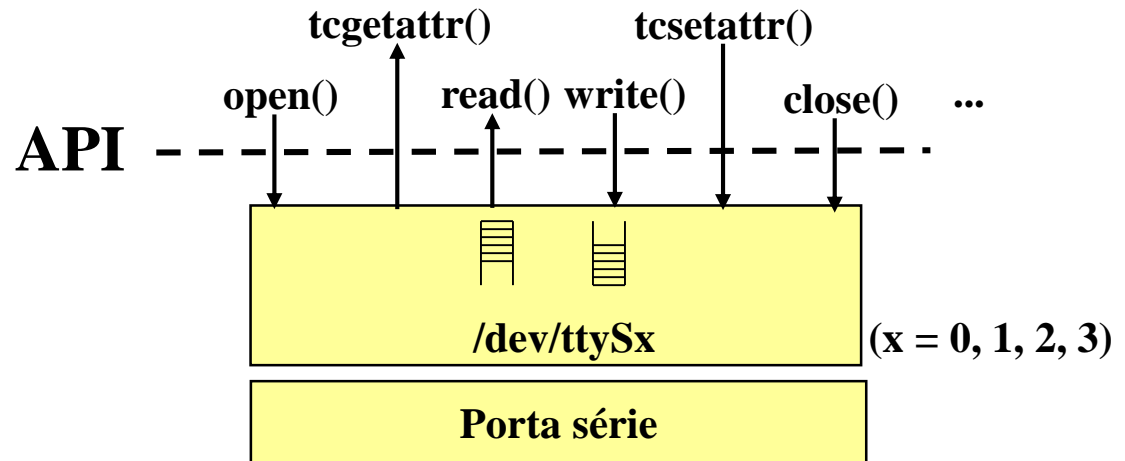 tcgetattr() tcsetattr()
open() read() write() close() ...
API
/dev/ttySx (x = 0, 1, 2, 3)
Porta série